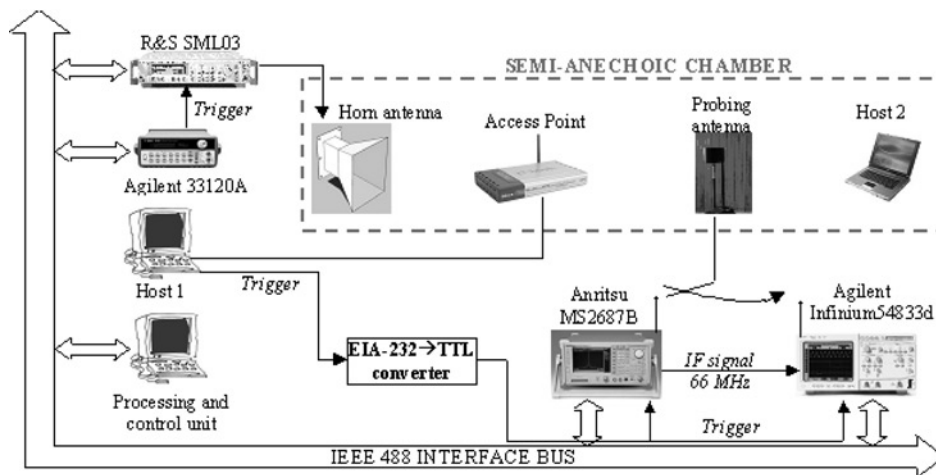 R&S SML03
SEMI-ANECHOIC CHAMBER
Trigger
Horn antenna
Access Point
Probing
antenna
Host 2
Agilent 33120A
Host 1
Trigger
Anritsu
MS2687B
Agilent
Infinium54833d
EIA-232→TTL
converter
IF signal
66 MHz
Processing and
control unit
Trigger
IEEE 488 INTERFACE BUS